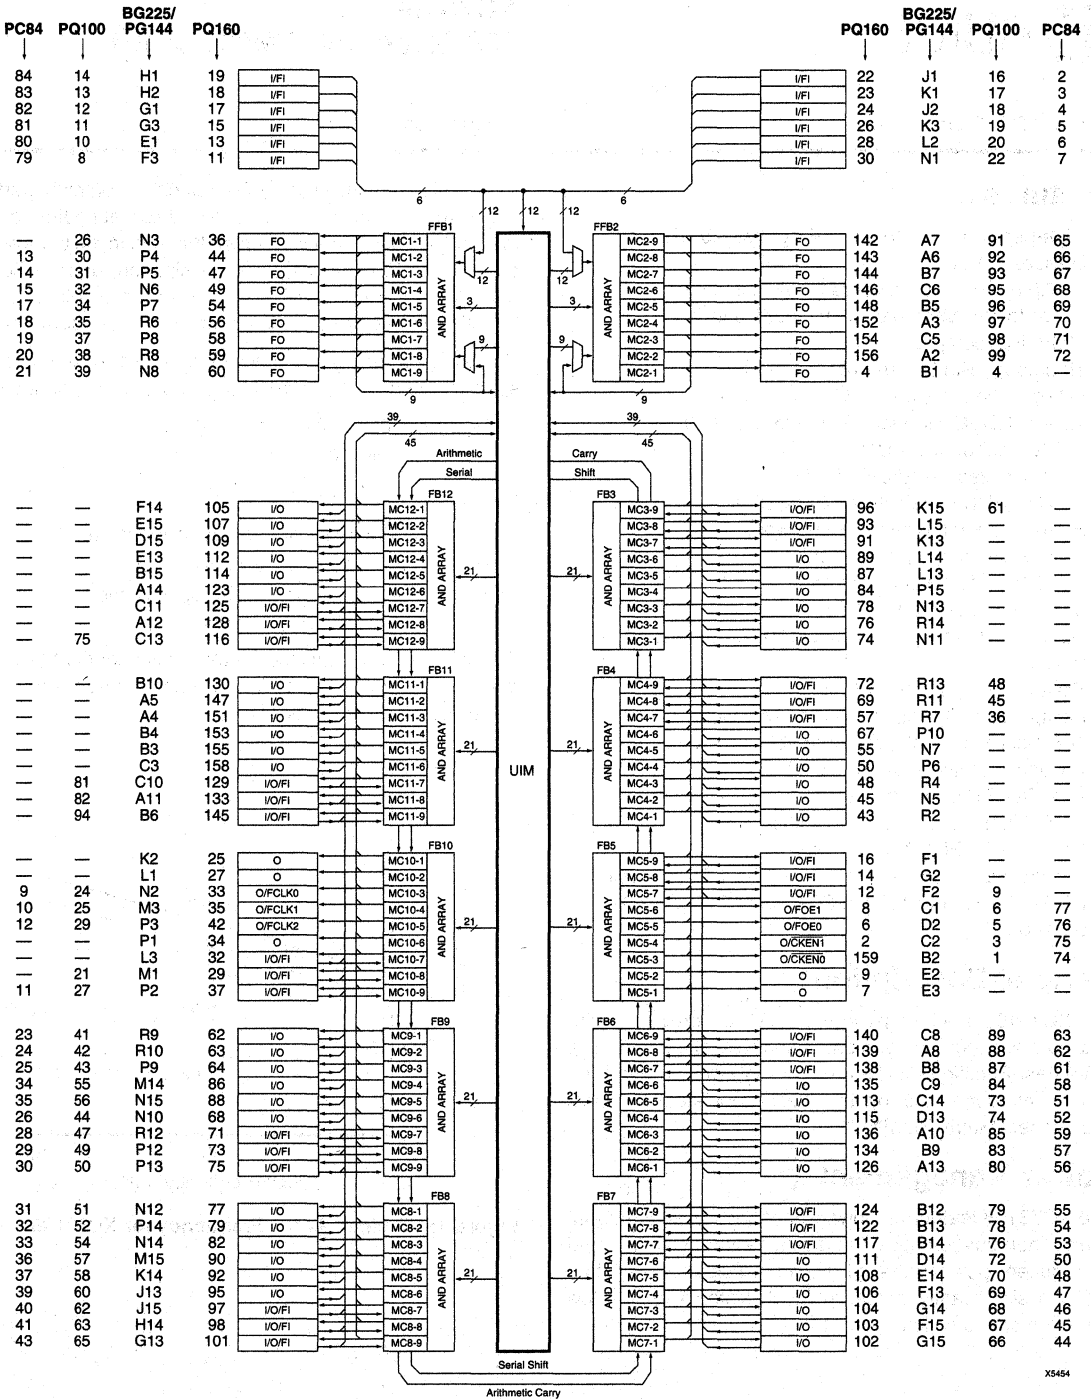 PC84 PQ100 BG225/PG144 PQ160 PQ160 BG225/PG144 PQ100 PC84
84 14 H1 19 I/FI I/FI 22 J1 16 2
83 13 H2 18 I/FI I/FI 23 K1 17 3
82 12 G1 17 I/FI I/FI 24 J2 18 4
81 11 G3 15 I/FI I/FI 26 K3 19 5
80 10 E1 13 I/FI I/FI 28 L2 20 6
79 8 F3 11 I/FI I/FI 30 N1 22 7
6 6
12 12 12
FFB1 FFB2
— 26 N3 36 FO MC1-1 MC2-9 FO 142 A7 91 65
13 30 P4 44 FO MC1-2 MC2-8 FO 143 A6 92 66
14 31 P5 47 FO MC1-3 12 12 MC2-7 FO 144 B7 93 67
15 32 N6 49 FO MC1-4 MC2-6 FO 146 C6 95 68
17 34 P7 54 FO MC1-5 AND ARRAY 3 3 AND ARRAY MC2-5 FO 148 B5 96 69
18 35 R6 56 FO MC1-6 MC2-4 FO 152 A3 97 70
19 37 P8 58 FO MC1-7 9 9 MC2-3 FO 154 C5 98 71
20 38 R8 59 FO MC1-8 MC2-2 FO 156 A2 99 72
21 39 N8 60 FO MC1-9 MC2-1 FO 4 B1 4 —
9 9
39 39
45 45
Arithmetic Carry
Serial Shift
FB12 FB3
— — F14 105 I/O MC12-1 MC3-9 I/O/FI 96 K15 61 —
— — E15 107 I/O MC12-2 MC3-8 I/O/FI 93 L15 — —
— — D15 109 I/O MC12-3 MC3-7 I/O/FI 91 K13 — —
— — E13 112 I/O MC12-4 MC3-6 I/O 89 L14 — —
— — B15 114 I/O MC12-5 AND ARRAY 21 21 AND ARRAY MC3-5 I/O 87 L13 — —
— — A14 123 I/O MC12-6 MC3-4 I/O 84 P15 — —
— — C11 125 I/O/FI MC12-7 MC3-3 I/O 78 N13 — —
— — A12 128 I/O/FI MC12-8 MC3-2 I/O 76 R14 — —
— 75 C13 116 I/O/FI MC12-9 MC3-1 I/O 74 N11 — —
FB11 FB4
— — B10 130 I/O MC11-1 MC4-9 I/O/FI 72 R13 48 —
— — A5 147 I/O MC11-2 MC4-8 I/O/FI 69 R11 45 —
— — A4 151 I/O MC11-3 MC4-7 I/O/FI 57 R7 36 —
— — B4 153 I/O MC11-4 MC4-6 I/O 67 P10 — —
— — B3 155 I/O MC11-5 AND ARRAY 21 21 AND ARRAY MC4-5 I/O 55 N7 — —
— — C3 158 I/O MC11-6 UIM MC4-4 I/O 50 P6 — —
— 81 C10 129 I/O/FI MC11-7 MC4-3 I/O 48 R4 — —
— 82 A11 133 I/O/FI MC11-8 MC4-2 I/O 45 N5 — —
— 94 B6 145 I/O/FI MC11-9 MC4-1 I/O 43 R2 — —
FB10 FB5
— — K2 25 O MC10-1 MC5-9 I/O/FI 16 F1 — —
— — L1 27 O MC10-2 MC5-8 I/O/FI 14 G2 — —
9 24 N2 33 O/FCLK0 MC10-3 MC5-7 I/O/FI 12 F2 9 —
10 25 M3 35 O/FCLK1 MC10-4 MC5-6 O/FOE1 8 C1 6 77
12 29 P3 42 O/FCLK2 MC10-5 AND ARRAY 21 21 AND ARRAY MC5-5 O/FOE0 6 D2 5 76
— — P1 34 O MC10-6 MC5-4 O/CKEN1 2 C2 3 75
— — L3 32 I/O/FI MC10-7 MC5-3 O/CKEN0 159 B2 1 74
— 21 M1 29 I/O/FI MC10-8 MC5-2 O 9 E2 — —
11 27 P2 37 I/O/FI MC10-9 MC5-1 O 7 E3 — —
FB9 FB6
23 41 R9 62 I/O MC9-1 MC6-9 I/O/FI 140 C8 89 63
24 42 R10 63 I/O MC9-2 MC6-8 I/O/FI 139 A8 88 62
25 43 P9 64 I/O MC9-3 MC6-7 I/O/FI 138 B8 87 61
34 55 M14 86 I/O MC9-4 MC6-6 I/O 135 C9 84 58
35 56 N15 88 I/O MC9-5 AND ARRAY 21 21 AND ARRAY MC6-5 I/O 113 C14 73 51
26 44 N10 68 I/O MC9-6 MC6-4 I/O 115 D13 74 52
28 47 R12 71 I/O/FI MC9-7 MC6-3 I/O 136 A10 85 59
29 49 P12 73 I/O/FI MC9-8 MC6-2 I/O 134 B9 83 57
30 50 P13 75 I/O/FI MC9-9 MC6-1 I/O 126 A13 80 56
FB8 FB7
31 51 N12 77 I/O MC8-1 MC7-9 I/O/FI 124 B12 79 55
32 52 P14 79 I/O MC8-2 MC7-8 I/O/FI 122 B13 78 54
33 54 N14 82 I/O MC8-3 MC7-7 I/O/FI 117 B14 76 53
36 57 M15 90 I/O MC8-4 MC7-6 I/O 111 D14 72 50
37 58 K14 92 I/O MC8-5 AND ARRAY 21 21 AND ARRAY MC7-5 I/O 108 E14 70 48
39 60 J13 95 I/O MC8-6 MC7-4 I/O 106 F13 69 47
40 62 J15 97 I/O/FI MC8-7 MC7-3 I/O 104 G14 68 46
41 63 H14 98 I/O/FI MC8-8 MC7-2 I/O 103 F15 67 45
43 65 G13 101 I/O/FI MC8-9 MC7-1 I/O 102 G15 66 44
Serial Shift
Arithmetic Carry
X5454